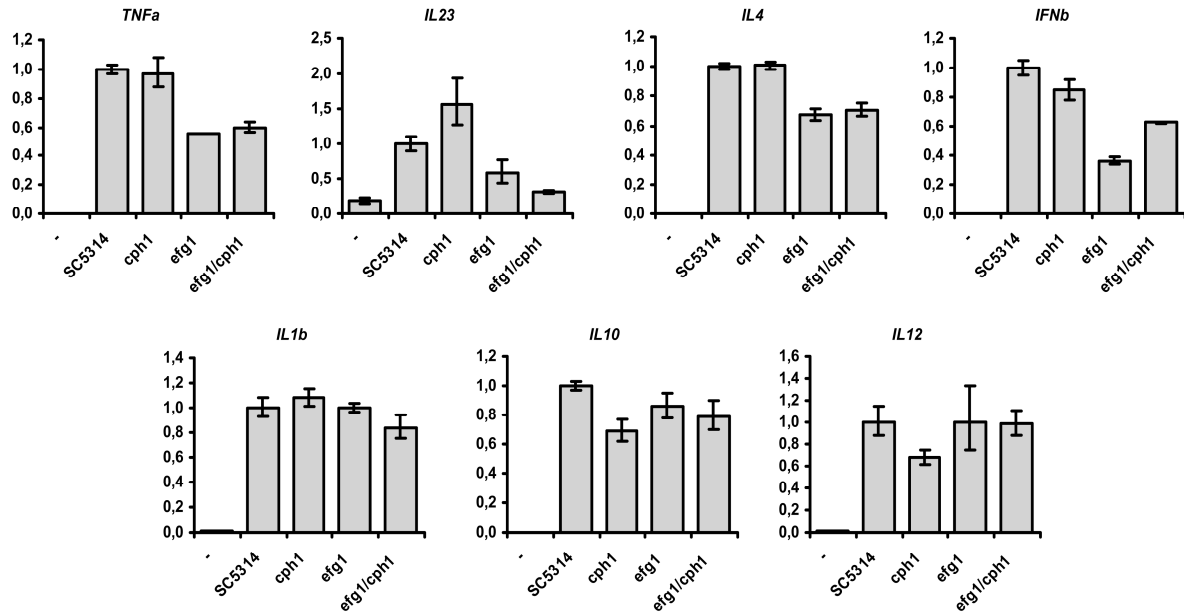 TNFa
1,2
1,0
0,8
0,6
0,4
0,2
0,0
-
SC5314
cph1
efg1
efg1/cph1
IL23
2,5
2,0
1,5
1,0
0,5
0,0
-
SC5314
cph1
efg1
efg1/cph1
IL4
1,2
1,0
0,8
0,6
0,4
0,2
0,0
-
SC5314
cph1
efg1
efg1/cph1
IFNb
1,2
1,0
0,8
0,6
0,4
0,2
0,0
-
SC5314
cph1
efg1
efg1/cph1
IL1b
1,4
1,2
1,0
0,8
0,6
0,4
0,2
0,0
-
SC5314
cph1
efg1
efg1/cph1
IL10
1,2
1,0
0,8
0,6
0,4
0,2
0,0
-
SC5314
cph1
efg1
efg1/cph1
IL12
1,6
1,4
1,2
1,0
0,8
0,6
0,4
0,2
0,0
-
SC5314
cph1
efg1
efg1/cph1